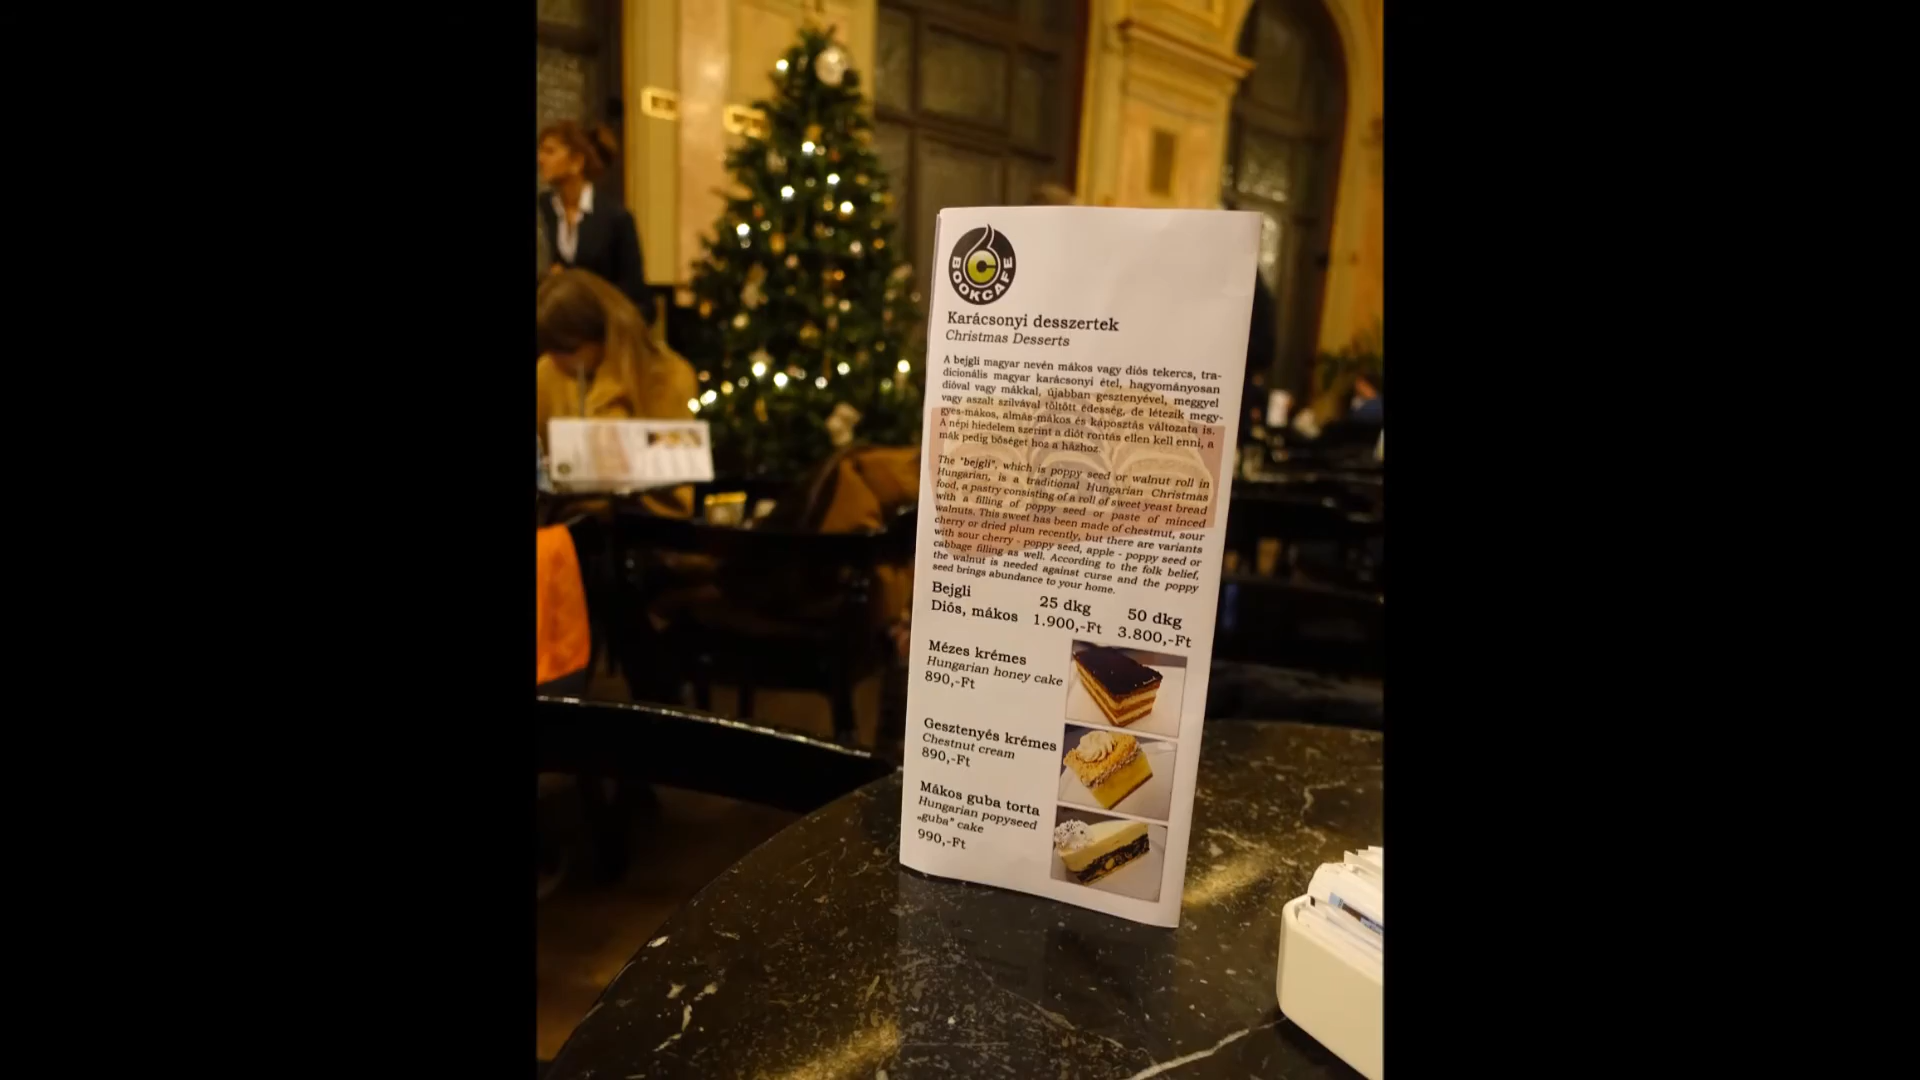 BOOKCAFE
Karácsonyi desszertek
Christmas Desserts
A bejgli magyar nevén mákos vagy diós tekercs, tra-
dicionális magyar karácsonyi étel, hagyományosan
dióval vagy mákkal, újabban gesztenyével, meggyel
vagy aszalt szilvával töltött édesség, de létezik megy-
gyes-mákos, almás-mákos és káposztás változata is.
A népi hiedelem szerint a diót rontás ellen kell enni, a
mák pedig bőséget hoz a házhoz.
The "bejgli", which is poppy seed or walnut roll in
Hungarian, is a traditional Hungarian Christmas
food, a pastry consisting of a roll of sweet yeast bread
with a filling of poppy seed or paste of minced
walnuts. This sweet has been made of chestnut, sour
cherry or dried plum recently, but there are variants
with sour cherry - poppy seed, apple - poppy seed or
cabbage filling as well. According to the folk belief,
the walnut is needed against curse and the poppy
seed brings abundance to your home.
Bejgli 25 dkg 50 dkg
Diós, mákos 1.900,-Ft 3.800,-Ft
Mézes krémes
Hungarian honey cake
890,-Ft
Gesztenyés krémes
Chestnut cream
890,-Ft
Mákos guba torta
Hungarian popyseed
„guba" cake
990,-Ft